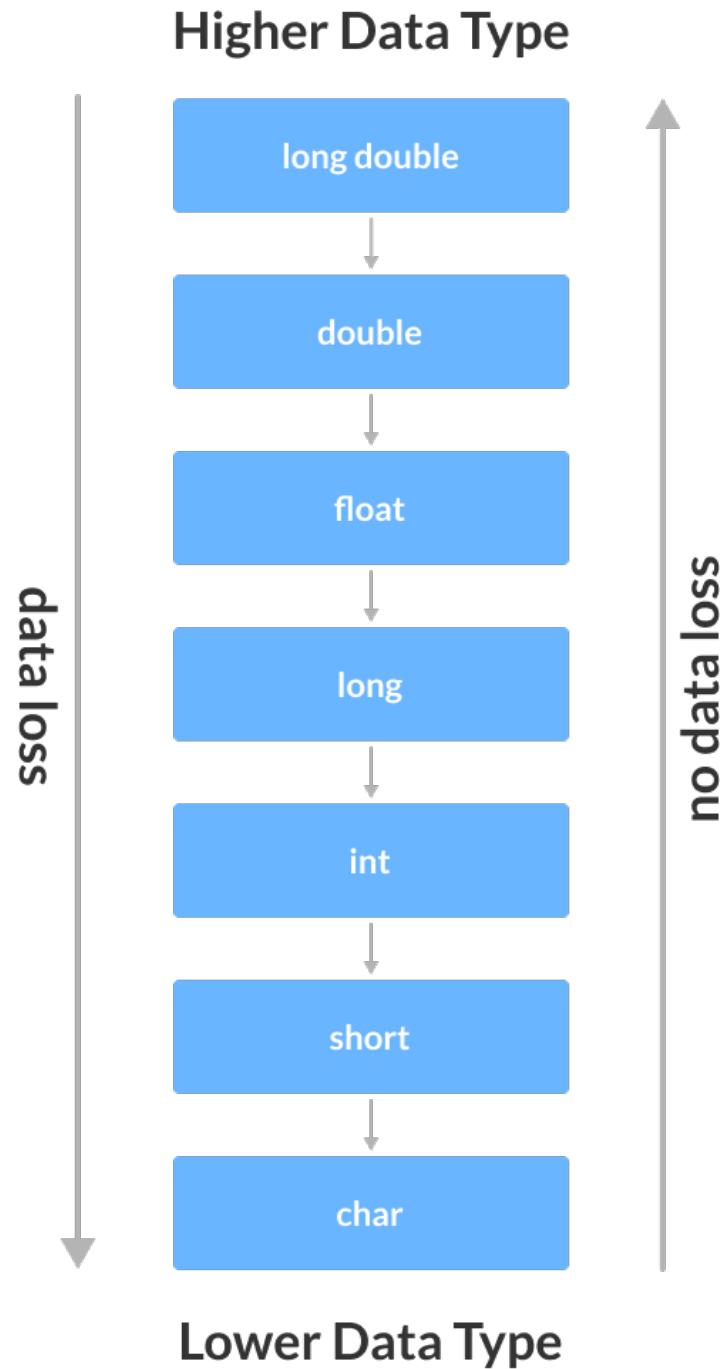 Higher Data Type
long double
double
float
data loss
long
no data loss
int
short
char
Lower Data Type